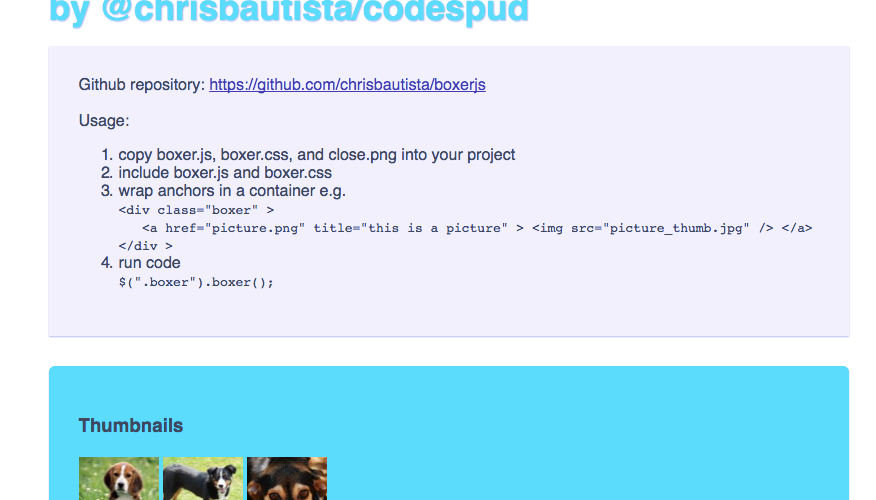 by @chrisbautista/codespud
Github repository: https://github.com/chrisbautista/boxerjs
Usage:
1. copy boxer.js, boxer.css, and close.png into your project
2. include boxer.js and boxer.css
3. wrap anchors in a container e.g.
<div class="boxer" >
<a href="picture.png" title="this is a picture" > <img src="picture_thumb.jpg" /> </a>
</div >
4. run code
$(".boxer").boxer();
Thumbnails